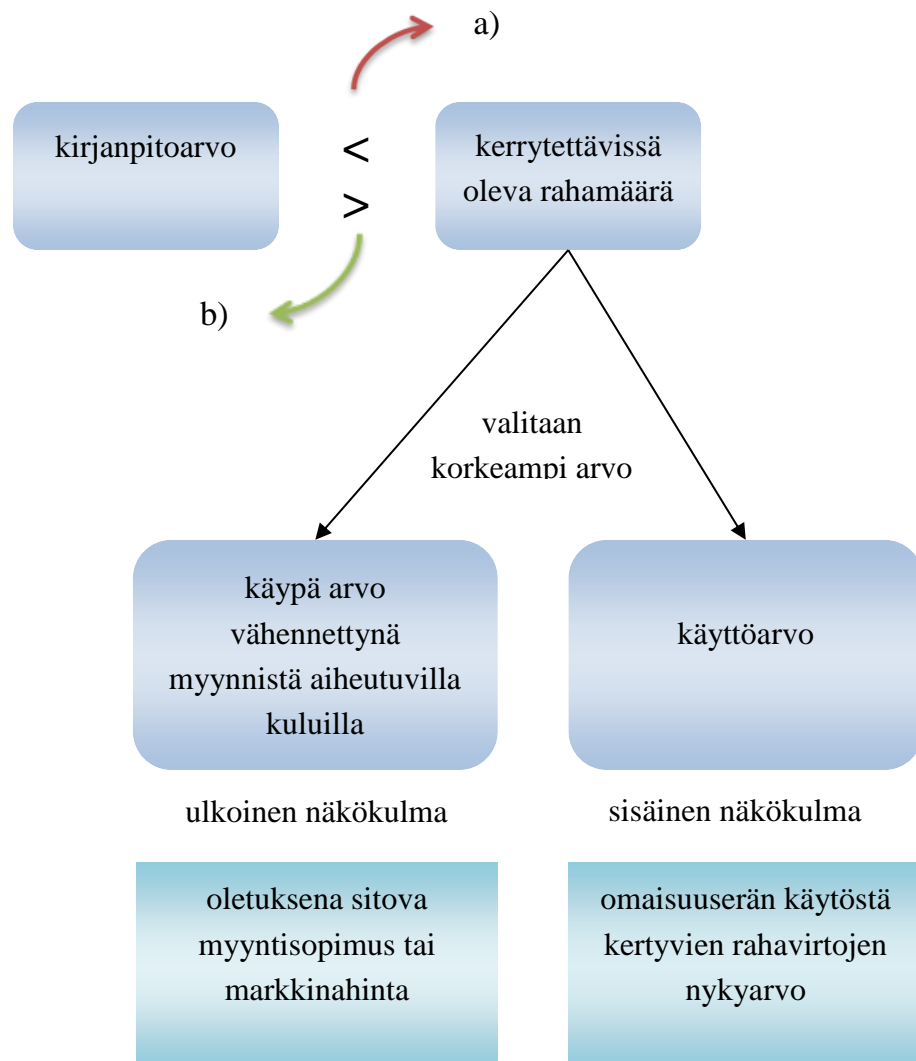 a)
kirjanpitoarvo
<
>
kerrytettävissä
oleva rahamäärä
b)
valitaan
korkeampi arvo
käypä arvo
vähennettynä
myynnistä aiheutuvilla
kuluilla
käyttöarvo
ulkoinen näkökulma
sisäinen näkökulma
oletuksena sitova
myyntisopimus tai
markkinahinta
omaisuuserän käytöstä
kertyvien rahavirtojen
nykyarvo